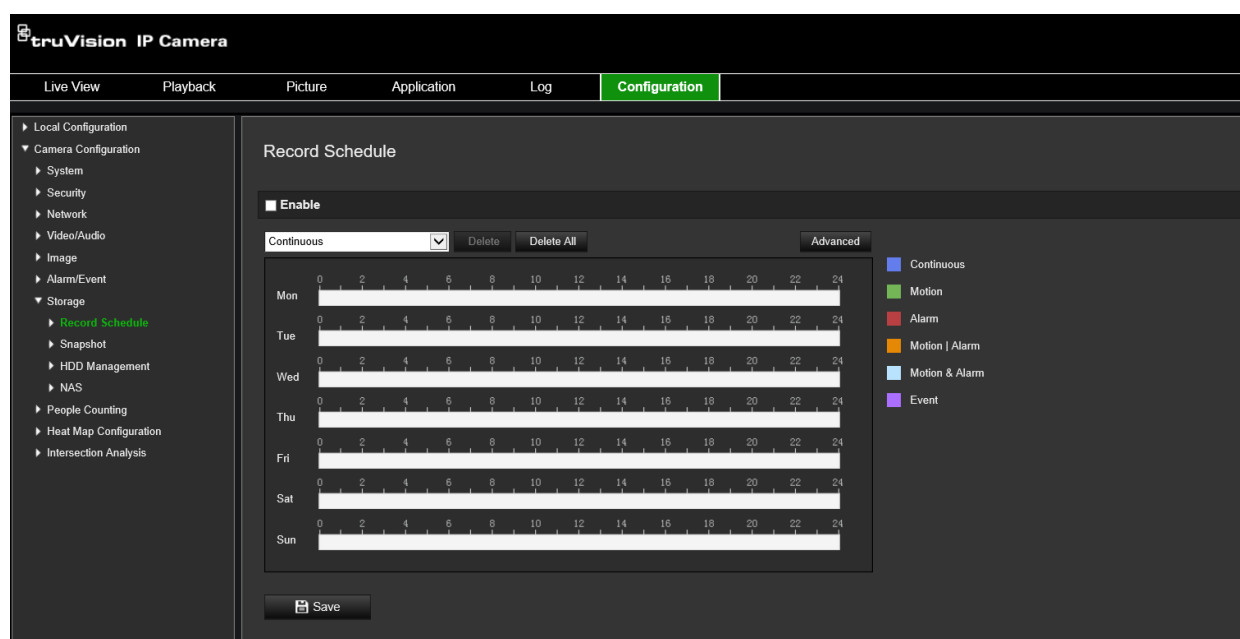 truVision IP Camera
Live View Playback Picture Application Log Configuration
Local Configuration
Camera Configuration
System
Security
Network
Video/Audio
Image
Alarm/Event
Storage
Record Schedule
Snapshot
HDD Management
NAS
People Counting
Heat Map Configuration
Intersection Analysis
Record Schedule
Enable
Continuous Delete Delete All Advanced
0 2 4 6 8 10 12 14 16 18 20 22 24
Mon
0 2 4 6 8 10 12 14 16 18 20 22 24
Tue
0 2 4 6 8 10 12 14 16 18 20 22 24
Wed
0 2 4 6 8 10 12 14 16 18 20 22 24
Thu
0 2 4 6 8 10 12 14 16 18 20 22 24
Fri
0 2 4 6 8 10 12 14 16 18 20 22 24
Sat
0 2 4 6 8 10 12 14 16 18 20 22 24
Sun
Continuous
Motion
Alarm
Motion | Alarm
Motion & Alarm
Event
Save